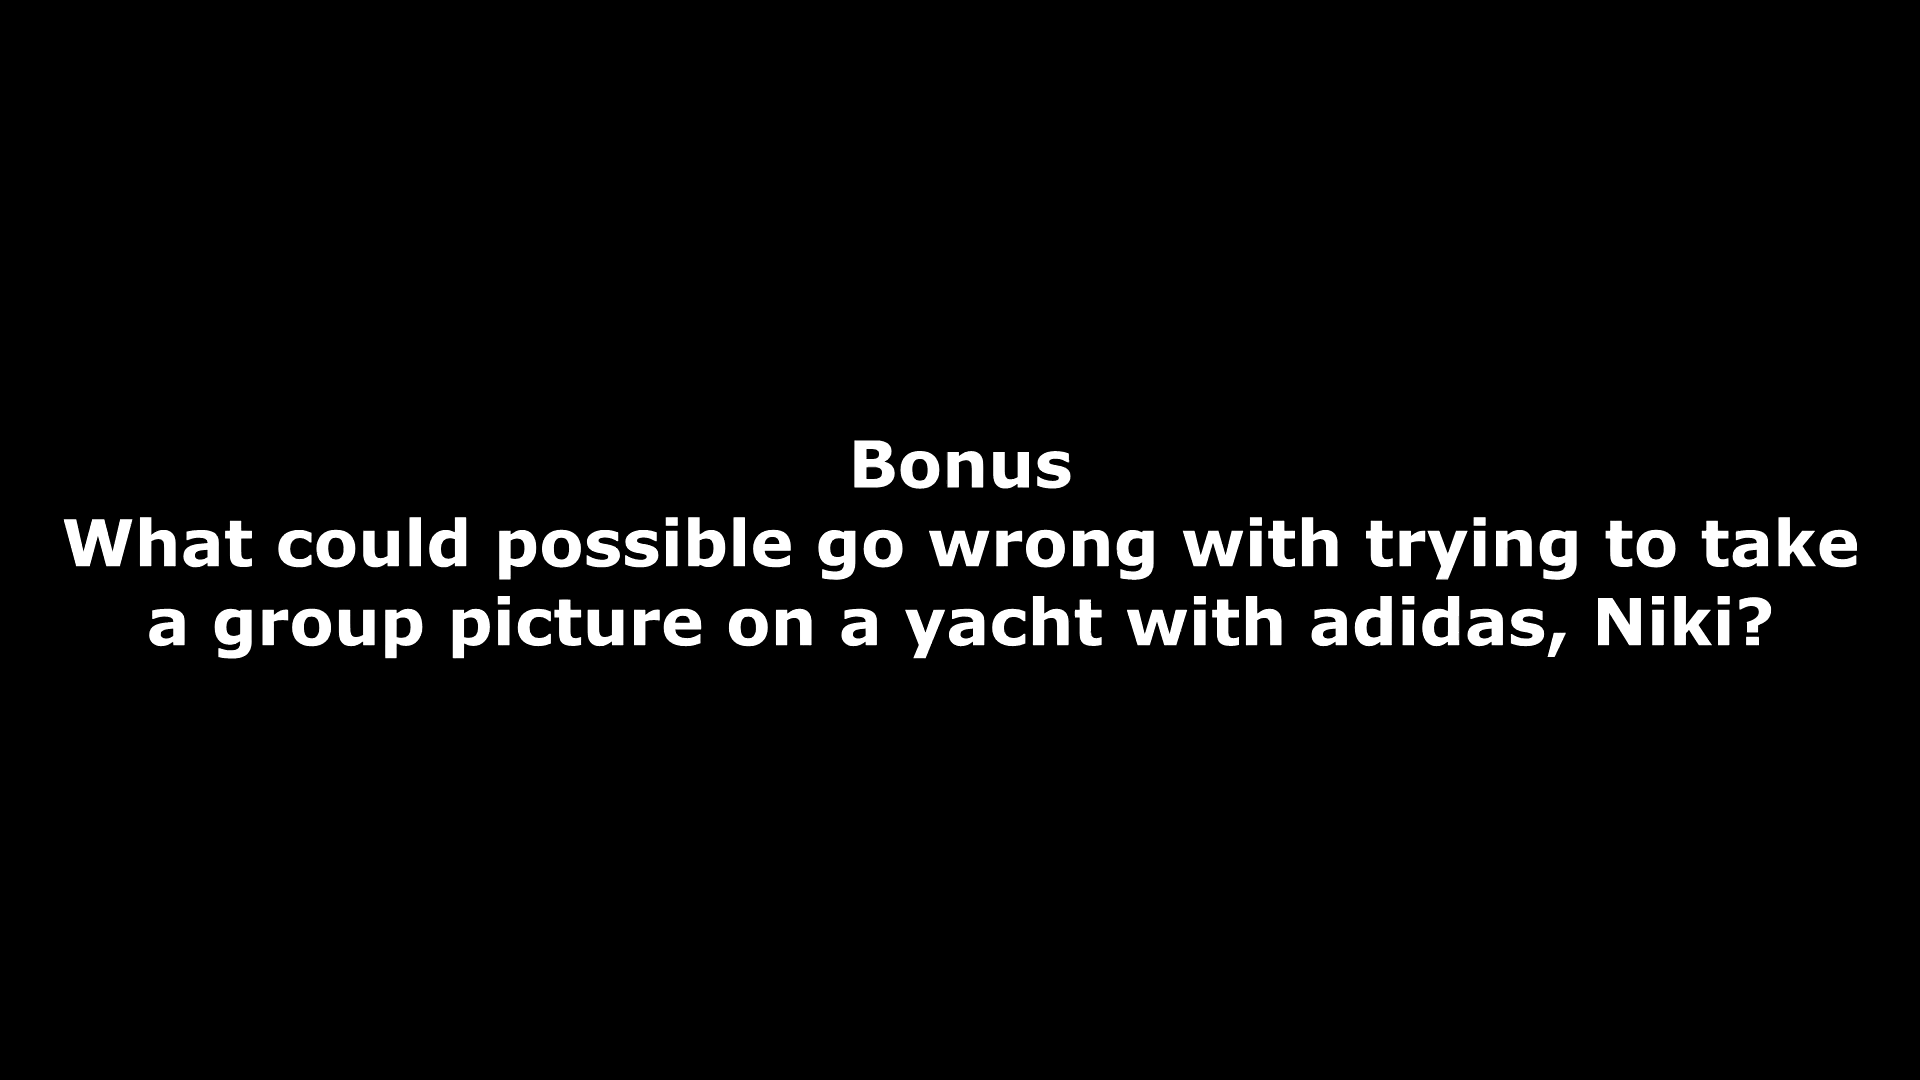 Bonus
What could possible go wrong with trying to take
a group picture on a yacht with adidas, Niki?